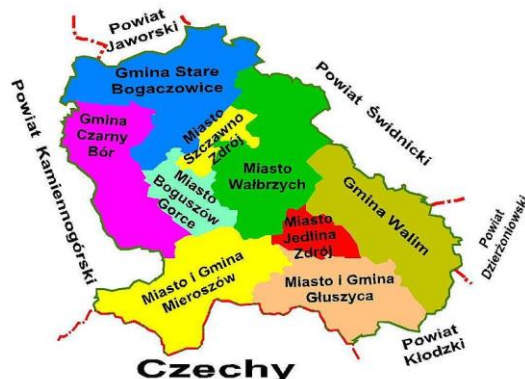 Powiat
Jaworski
Gmina Stare
Bogaczowice
Powiat Świdnicki
Gmina
Czarny
Bór
Miasto
Szczawno
Zdrój
Powiat Kamiennogórski
Miasto
Boguszów
Gorce
Miasto
Wałbrzych
Gmina Walim
Miasto
Jedlina
Zdrój
Powiat
Dzierżoniowski
Miasto i Gmina
Mieroszów
Miasto i Gmina
Głuszyca
Powiat
Kłodzki
Czechy